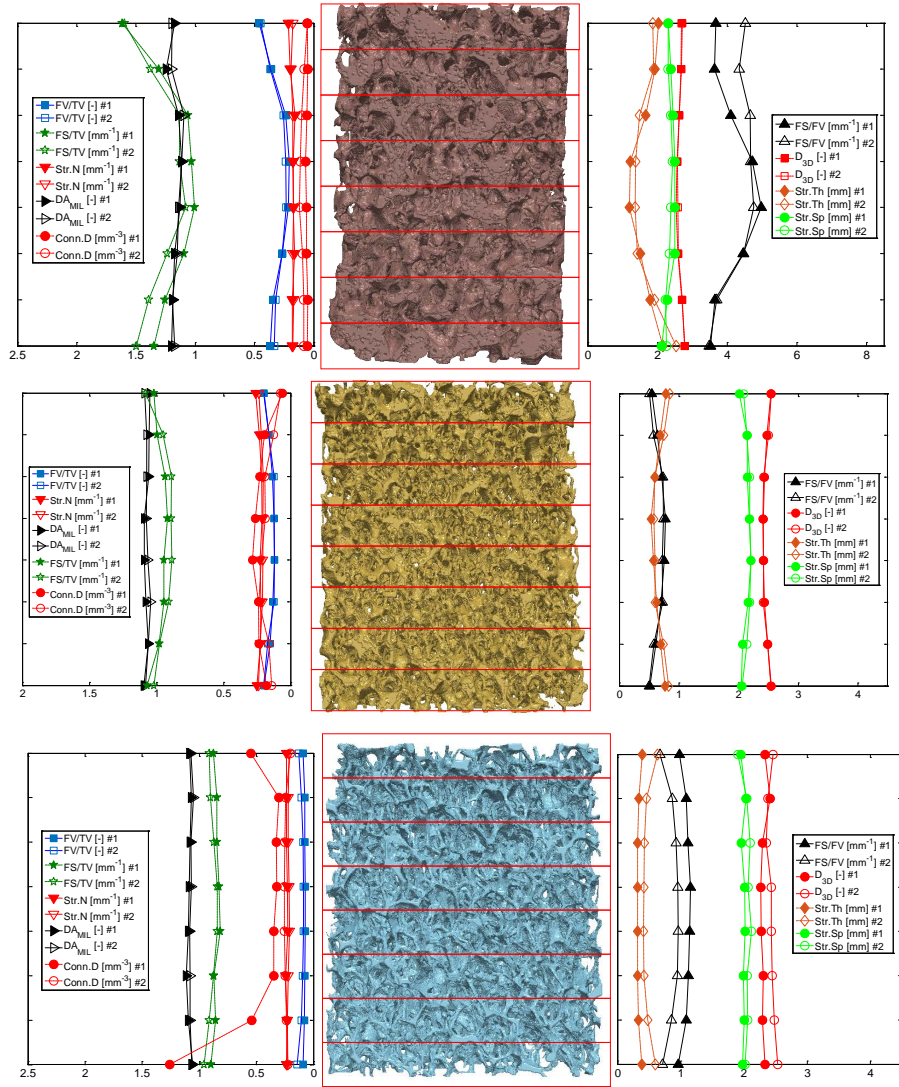 FV/TV [-] #1
FV/TV [-] #2
FS/TV [mm⁻¹] #1
FS/TV [mm⁻¹] #2
Str.N [mm⁻¹] #1
Str.N [mm⁻¹] #2
DA_MIL [-] #1
DA_MIL [-] #2
Conn.D [mm⁻³] #1
Conn.D [mm⁻³] #2
2.5 2 1.5 1 0.5 0
FS/FV [mm⁻¹] #1
FS/FV [mm⁻¹] #2
D_3D [-] #1
D_3D [-] #2
Str.Th [mm] #1
Str.Th [mm] #2
Str.Sp [mm] #1
Str.Sp [mm] #2
0 2 4 6 8
FV/TV [-] #1
FV/TV [-] #2
Str.N [mm⁻¹] #1
Str.N [mm⁻¹] #2
DA_MIL [-] #1
DA_MIL [-] #2
FS/TV [mm⁻¹] #1
FS/TV [mm⁻¹] #2
Conn.D [mm⁻³] #1
Conn.D [mm⁻³] #2
2 1.5 1 0.5 0
FS/FV [mm⁻¹] #1
FS/FV [mm⁻¹] #2
D_3D [-] #1
D_3D [-] #2
Str.Th [mm] #1
Str.Th [mm] #2
Str.Sp [mm] #1
Str.Sp [mm] #2
0 1 2 3 4
FV/TV [-] #1
FV/TV [-] #2
FS/TV [mm⁻¹] #1
FS/TV [mm⁻¹] #2
Str.N [mm⁻¹] #1
Str.N [mm⁻¹] #2
DA_MIL [-] #1
DA_MIL [-] #2
Conn.D [mm⁻³] #1
Conn.D [mm⁻³] #2
2.5 2 1.5 1 0.5 0
FS/FV [mm⁻¹] #1
FS/FV [mm⁻¹] #2
D_3D [-] #1
D_3D [-] #2
Str.Th [mm] #1
Str.Th [mm] #2
Str.Sp [mm] #1
Str.Sp [mm] #2
0 1 2 3 4